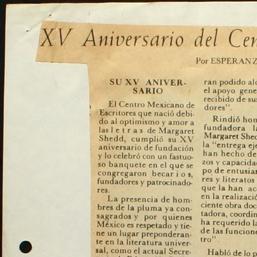 XV Aniversario del Cen
Por ESPERANZ
SU XV ANIVER-
SARIO
El Centro Mexicano de
Escritores que nació debi-
do al optimismo y amor a
las letras de Margaret
Shedd, cumplió su XV
aniversario de fundación
y lo celebró con un fastuo-
so banquete en el que se
congregaron becarios,
fundadores y patrocinado-
res.
La presencia de hom-
bres de la pluma ya con-
sagrados y por quienes
México es respetado y tie-
ne un lugar preponderan-
te en la literatura univer-
sal, como el actual Secre-
ran podido alc
el apoyo gene
recibido de su
dores".
Rindió hon
fundadora l
Margaret Shed
la "entrega eje
han hecho de
zos y capacidad
po de entusias
res y literatos
que la han ac
en la realizació
ciente obra doc
tadora, coordin
ha requerido la
de las funcione
tro".
Habló de lo p